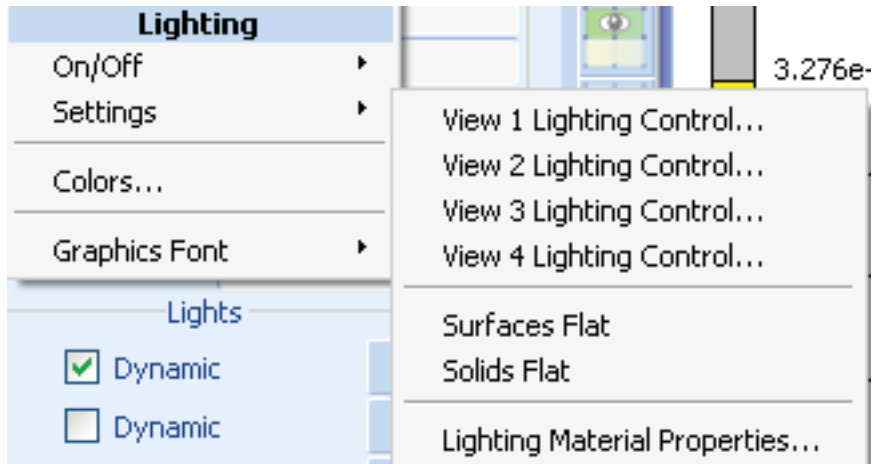 Lighting
On/Off
Settings
Colors...
Graphics Font
Lights
Dynamic
Dynamic
3.276e-
View 1 Lighting Control...
View 2 Lighting Control...
View 3 Lighting Control...
View 4 Lighting Control...
Surfaces Flat
Solids Flat
Lighting Material Properties...